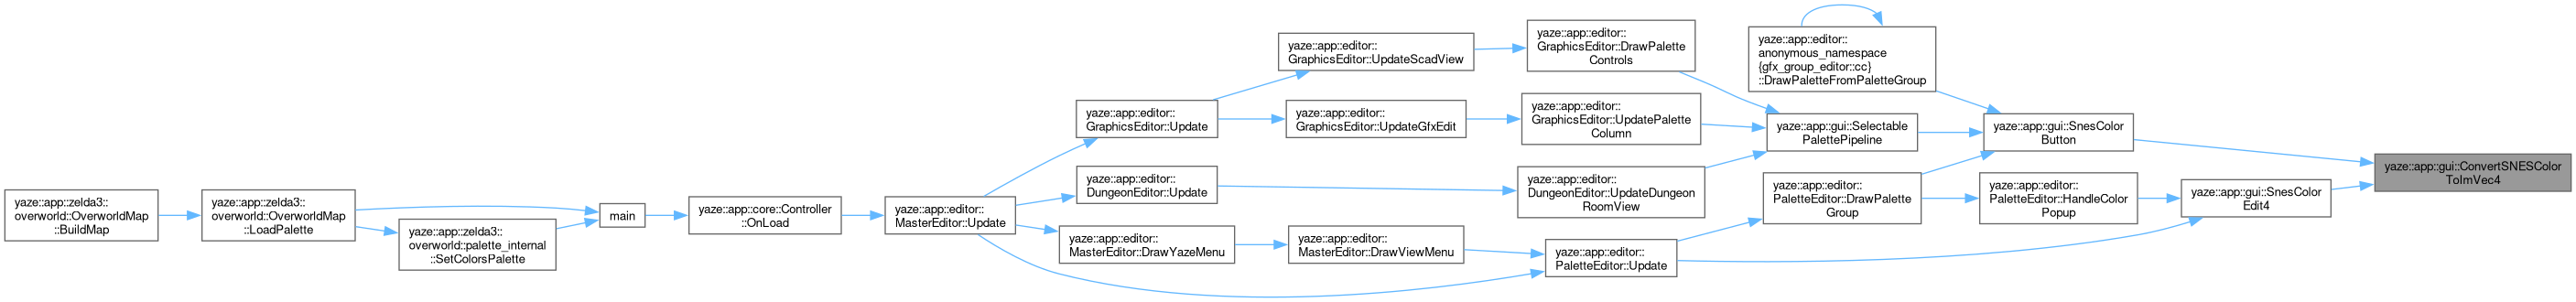 yaze::app::zelda3::
overworld::OverworldMap
::BuildMap
yaze::app::zelda3::
overworld::OverworldMap
::LoadPalette
yaze::app::zelda3::
overworld::palette_internal
::SetColorsPalette
main
yaze::app::core::Controller
::OnLoad
yaze::app::editor::
MasterEditor::Update
yaze::app::editor::
GraphicsEditor::Update
yaze::app::editor::
DungeonEditor::Update
yaze::app::editor::
MasterEditor::DrawYazeMenu
yaze::app::editor::
GraphicsEditor::UpdateScadView
yaze::app::editor::
GraphicsEditor::UpdateGfxEdit
yaze::app::editor::
MasterEditor::DrawViewMenu
yaze::app::editor::
GraphicsEditor::DrawPalette
Controls
yaze::app::editor::
GraphicsEditor::UpdatePalette
Column
yaze::app::editor::
DungeonEditor::UpdateDungeon
RoomView
yaze::app::editor::
PaletteEditor::Update
yaze::app::editor::
anonymous_namespace
{gfx_group_editor::cc}
::DrawPaletteFromPaletteGroup
yaze::app::gui::Selectable
PalettePipeline
yaze::app::editor::
PaletteEditor::DrawPalette
Group
yaze::app::gui::SnesColor
Button
yaze::app::editor::
PaletteEditor::HandleColor
Popup
yaze::app::gui::SnesColor
Edit4
yaze::app::gui::ConvertSNESColor
ToImVec4